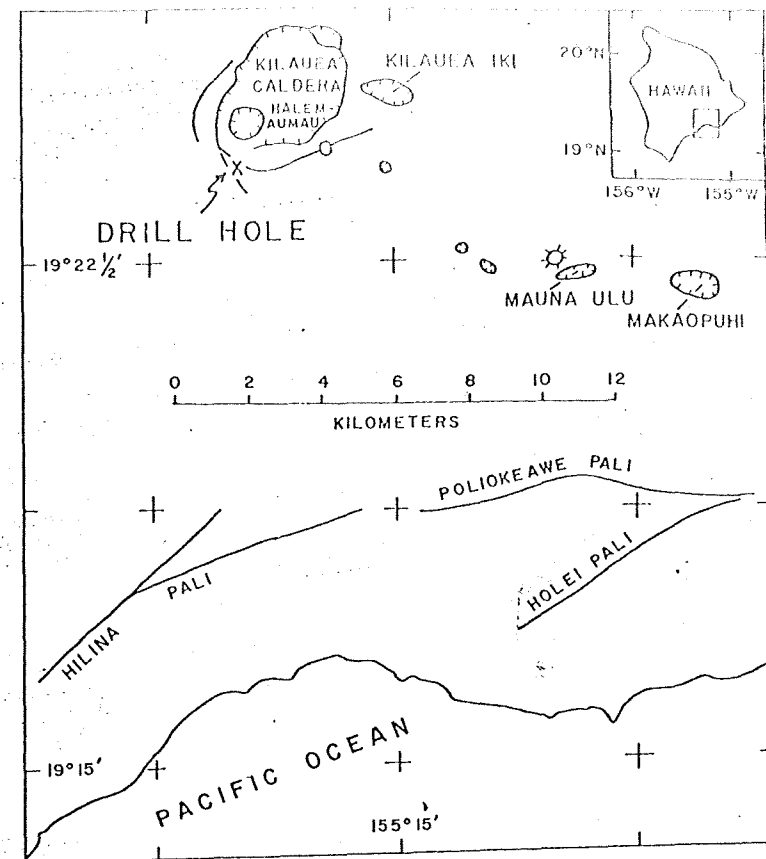 KILAUEA
CALDERA
HALEM-
AUMAU
KILAUEA IKI
20°N
HAWAII
19°N
156°W 155°W
DRILL HOLE
19°22½'
MAUNA ULU
MAKAOPUHI
0 2 4 6 8 10 12
KILOMETERS
POLIOKEAWE PALI
HOLEI PALI
HILINA
PALI
PACIFIC OCEAN
19°15'
155°15'